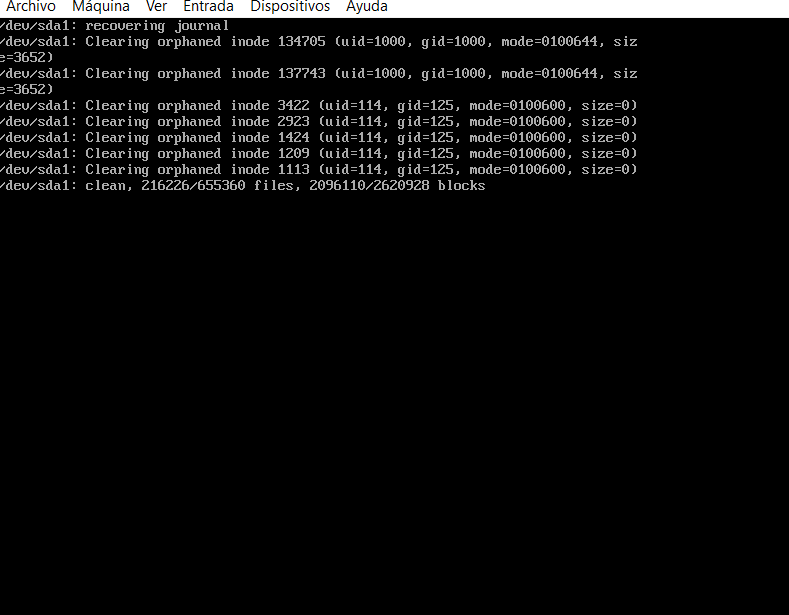 Archivo Máquina Ver Entrada Dispositivos Ayuda
/dev/sda1: recovering journal
/dev/sda1: Clearing orphaned inode 134705 (uid=1000, gid=1000, mode=0100644, siz
e=3652)
/dev/sda1: Clearing orphaned inode 137743 (uid=1000, gid=1000, mode=0100644, siz
e=3652)
/dev/sda1: Clearing orphaned inode 3422 (uid=114, gid=125, mode=0100600, size=0)
/dev/sda1: Clearing orphaned inode 2923 (uid=114, gid=125, mode=0100600, size=0)
/dev/sda1: Clearing orphaned inode 1424 (uid=114, gid=125, mode=0100600, size=0)
/dev/sda1: Clearing orphaned inode 1209 (uid=114, gid=125, mode=0100600, size=0)
/dev/sda1: Clearing orphaned inode 1113 (uid=114, gid=125, mode=0100600, size=0)
/dev/sda1: clean, 216226/655360 files, 2096110/2620928 blocks